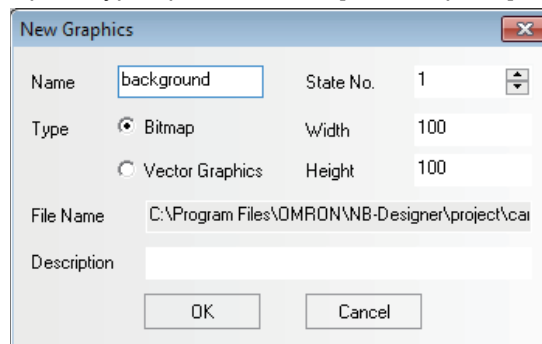 New Graphics
Name background State No. 1
Type Bitmap Width 100
Vector Graphics Height 100
File Name C:\Program Files\OMRON\NB-Designer\project\
Description
OK Cancel